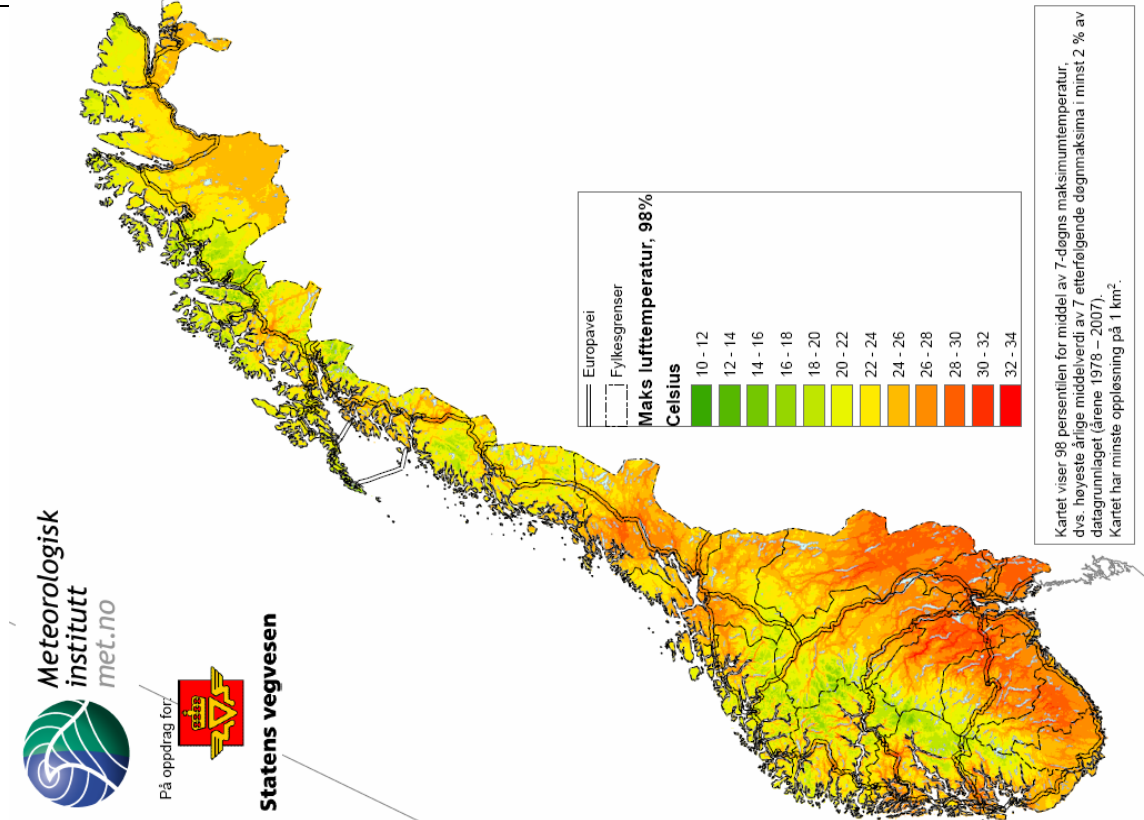 Meteorologisk
institutt
met.no
På oppdrag for:
Statens vegvesen
Europavei
Fylkesgrenser
Maks lufttemperatur, 98%
Celsius
10 - 12
12 - 14
14 - 16
16 - 18
18 - 20
20 - 22
22 - 24
24 - 26
26 - 28
28 - 30
30 - 32
32 - 34
Kartet viser 98 persentilen for middel av 7-døgns maksimumtemperatur,
dvs. høyeste årlige middelverdi av 7 etterfølgende døgnmaksima i minst 2 % av
datagrunnlaget (årene 1978 – 2007).
Kartet har minste oppløsning på 1 km².